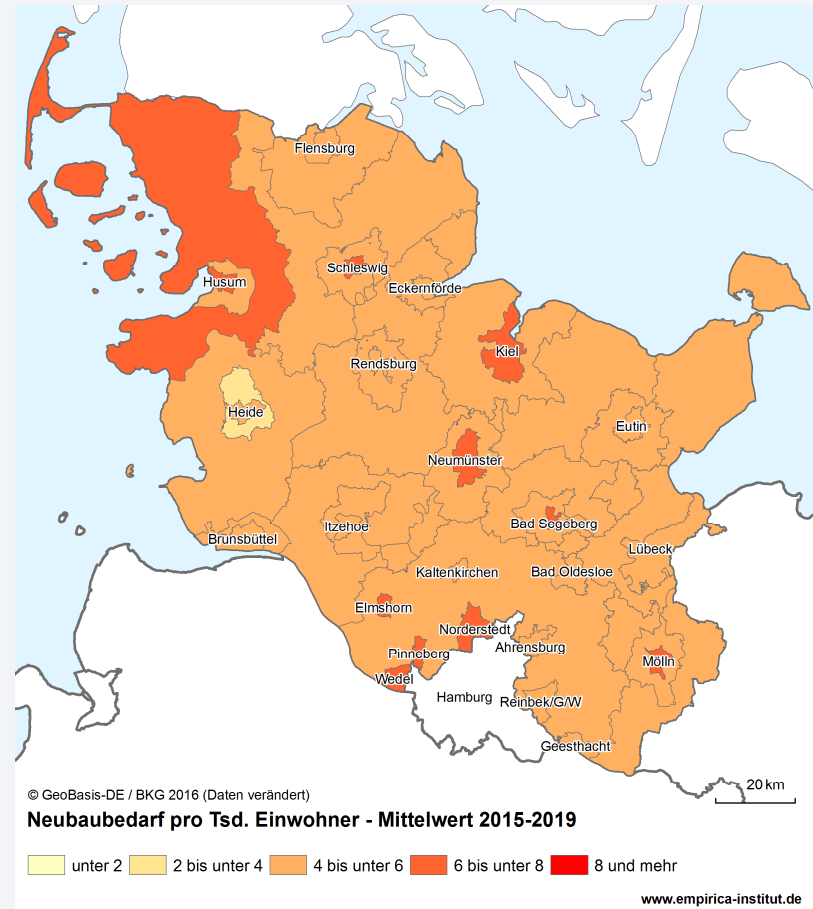 Flensburg
Schleswig
Husum
Eckernförde
Kiel
Rendsburg
Heide
Eutin
Neumünster
Bad Segeberg
Itzehoe
Brunsbüttel
Lübeck
Kaltenkirchen
Bad Oldesloe
Elmshorn
Norderstedt
Ahrensburg
Pinneberg
Mölln
Wedel
Hamburg
Reinbek/G/W
Geesthacht
20 km
© GeoBasis-DE / BKG 2016 (Daten verändert)
Neubaubedarf pro Tsd. Einwohner - Mittelwert 2015-2019
unter 2 2 bis unter 4 4 bis unter 6 6 bis unter 8 8 und mehr
www.empirica-institut.de